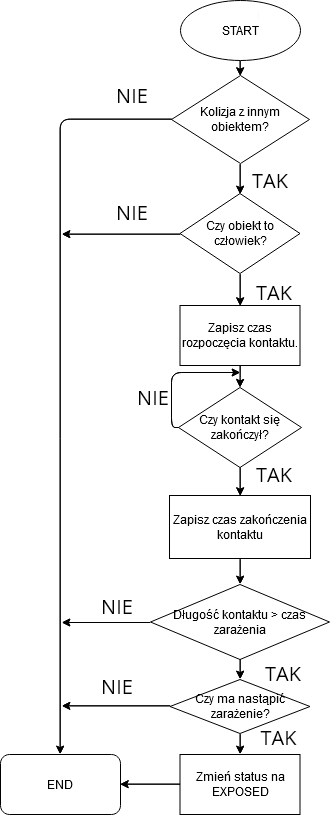 START
NIE
Kolizja z innym
obiektem?
TAK
NIE
Czy obiekt to
człowiek?
TAK
Zapisz czas
rozpoczęcia kontaktu.
NIE
Czy kontakt się
zakończył?
TAK
Zapisz czas zakończenia
kontaktu
NIE
Długość kontaktu > czas
zarażenia
TAK
NIE
Czy ma nastąpić
zarażenie?
TAK
END
Zmień status na
EXPOSED